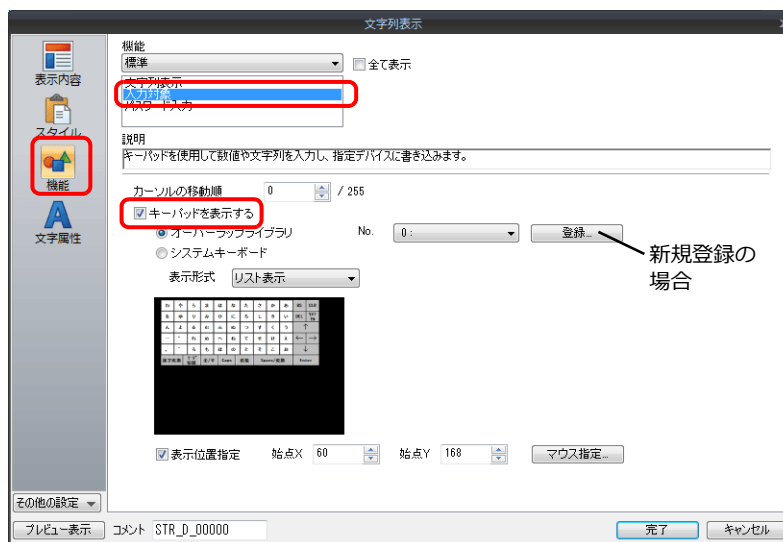 文字列表示
表示内容
スタイル
機能
文字属性
機能
標準
全て表示
文字列表示
入力対象
パスワード入力
説明
キーパッドを使用して数値や文字列を入力し、指定デバイスに書き込みます。
カーソルの移動順 0 / 255
キーパッドを表示する
オーバーラップライブラリ No. 0 : 登録...
システムキーボード
新規登録の
場合
表示形式 リスト表示
表示位置指定 始点X 60 始点Y 168 マウス指定...
その他の設定
プレビュー表示 コメント STR_D_00000 完了 キャンセル